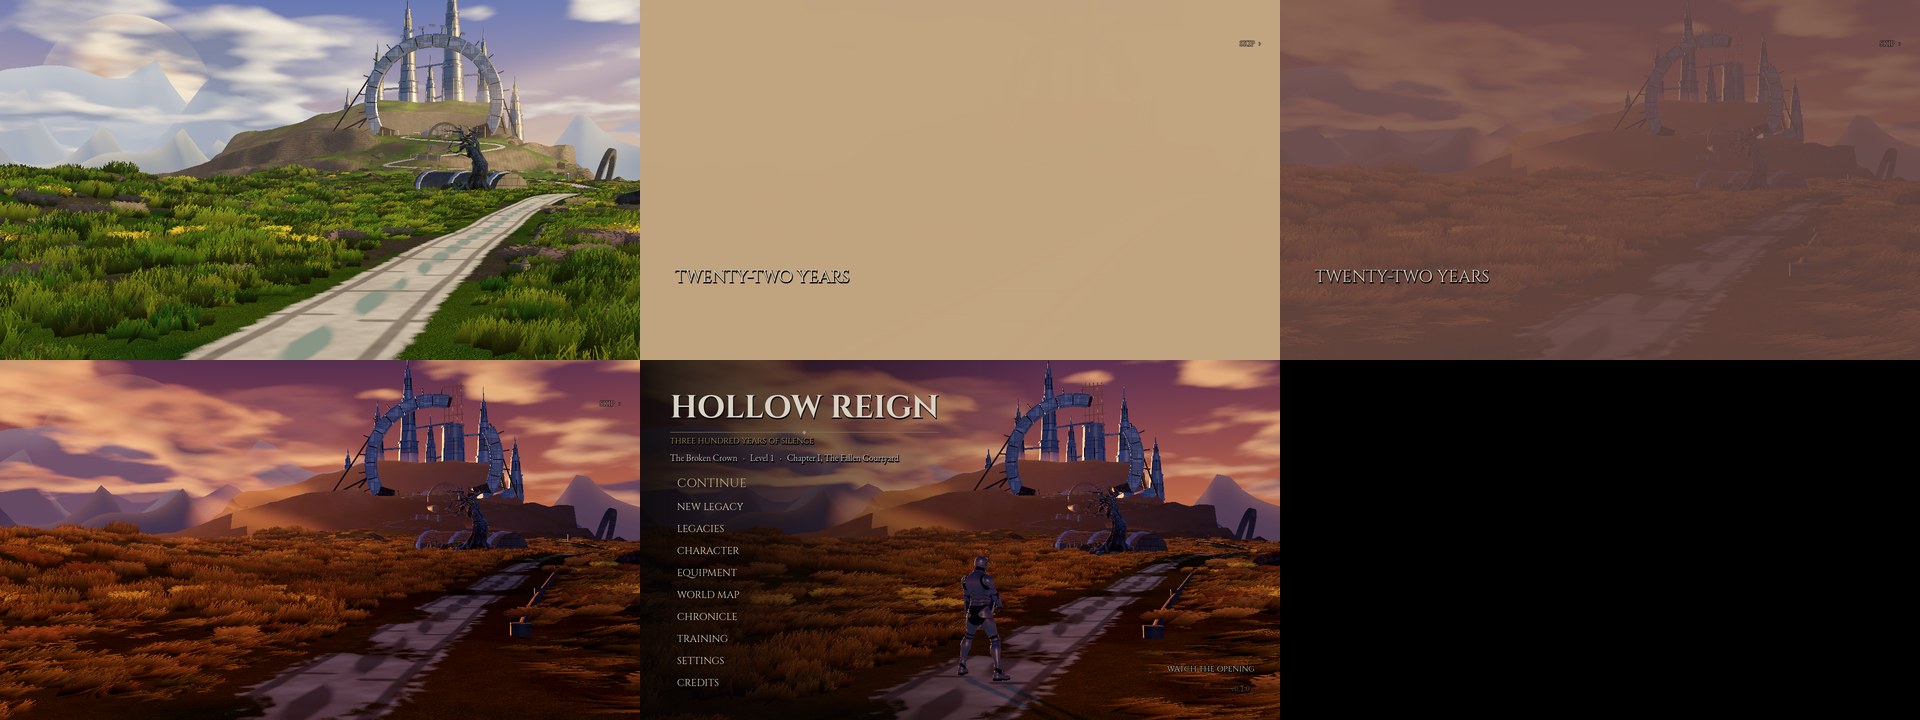 TWENTY-TWO YEARS
TWENTY-TWO YEARS
HOLLOW REIGN
THREE HUNDRED YEARS OF SILENCE
The Broken Crown - Level 1 - Chapter I, The Fallen Courtyard
CONTINUE
NEW LEGACY
LEGACIES
CHARACTER
EQUIPMENT
WORLD MAP
CHRONICLE
TRAINING
SETTINGS
CREDITS
WATCH THE OPENING